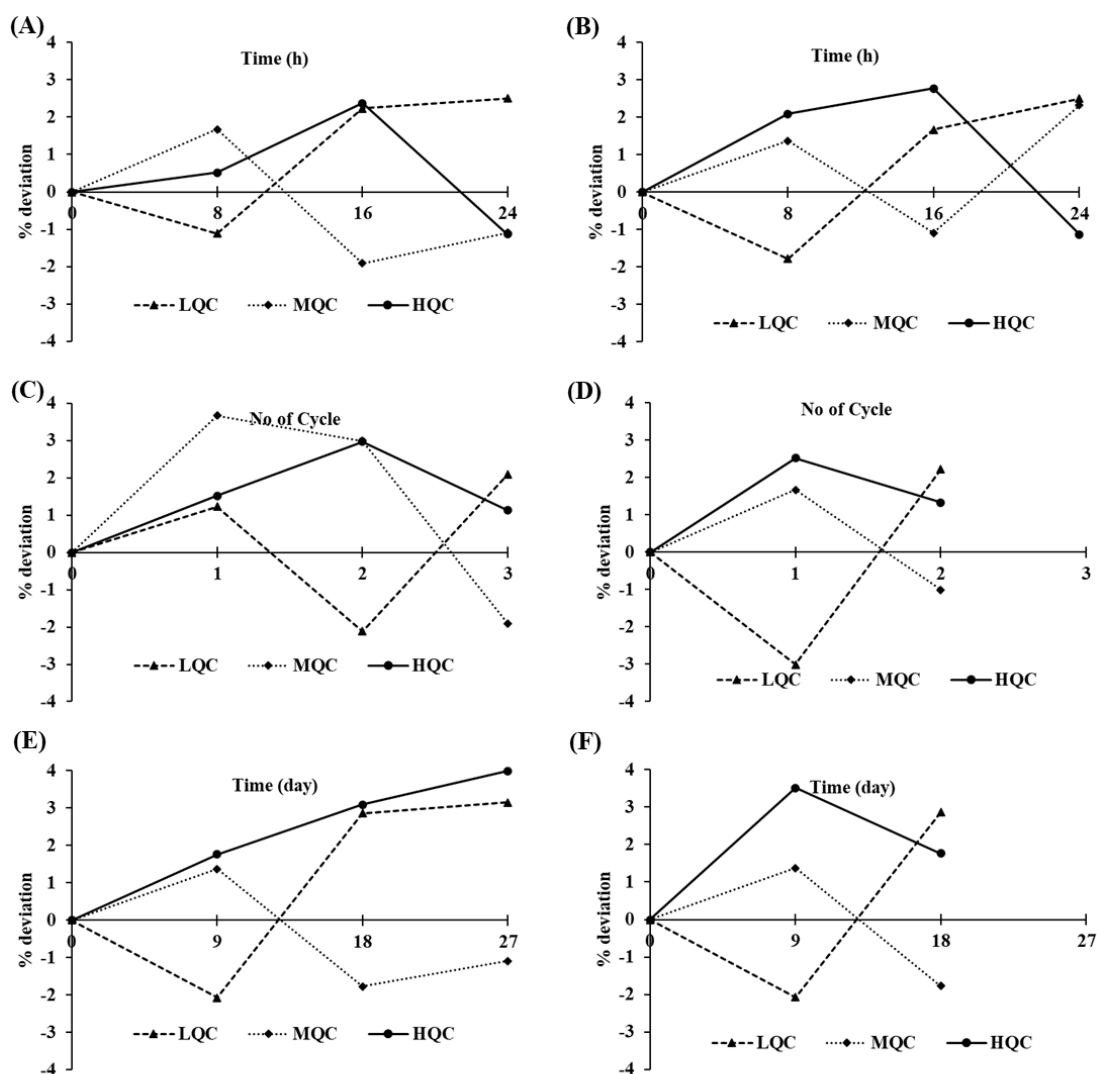 (A)
4
3
2
1
0
-1
-2
-3
-4
% deviation
Time (h)
0 8 16 24
LQC MQC HQC
(B)
4
3
2
1
0
-1
-2
-3
-4
% deviation
Time (h)
0 8 16 24
LQC MQC HQC
(C)
4
3
2
1
0
-1
-2
-3
-4
% deviation
No of Cycle
0 1 2 3
LQC MQC HQC
(D)
4
3
2
1
0
-1
-2
-3
-4
% deviation
No of Cycle
0 1 2 3
LQC MQC HQC
(E)
4
3
2
1
0
-1
-2
-3
-4
% deviation
Time (day)
0 9 18 27
LQC MQC HQC
(F)
4
3
2
1
0
-1
-2
-3
-4
% deviation
Time (day)
0 9 18 27
LQC MQC HQC